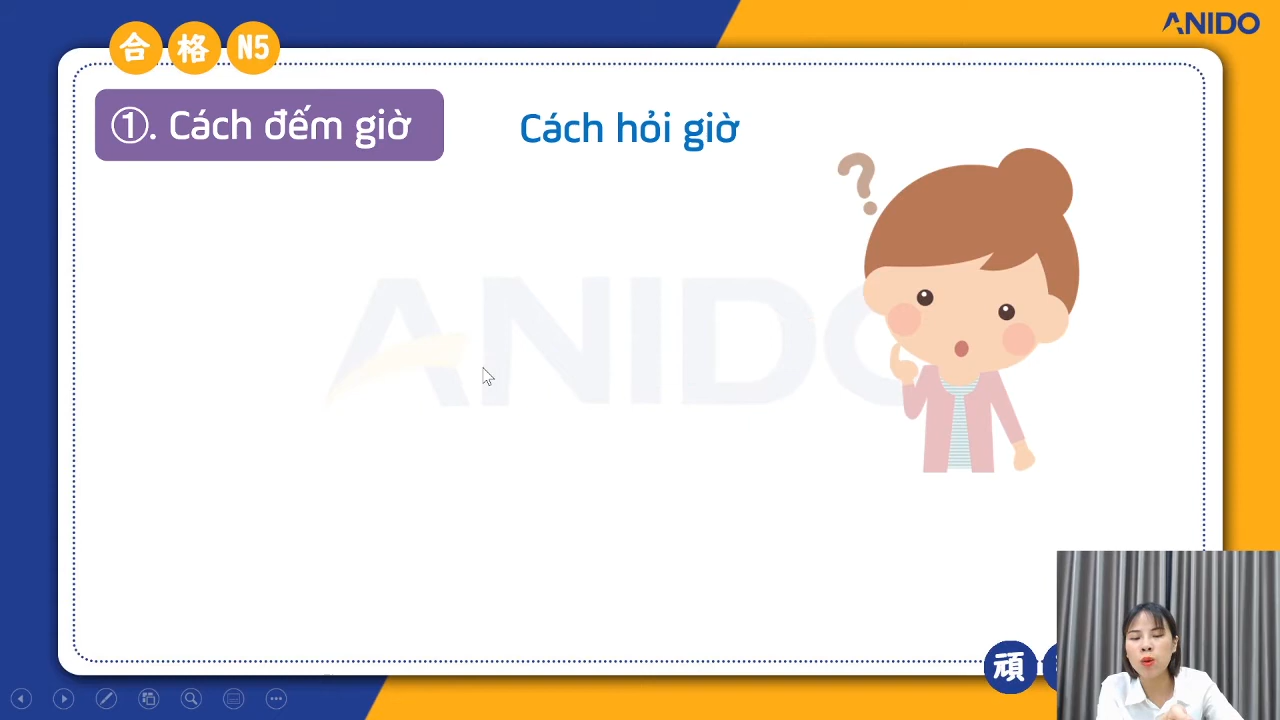 ANIDO
合 格 N5
①. Cách đếm giờ
Cách hỏi giờ
?
ANIDO
頑